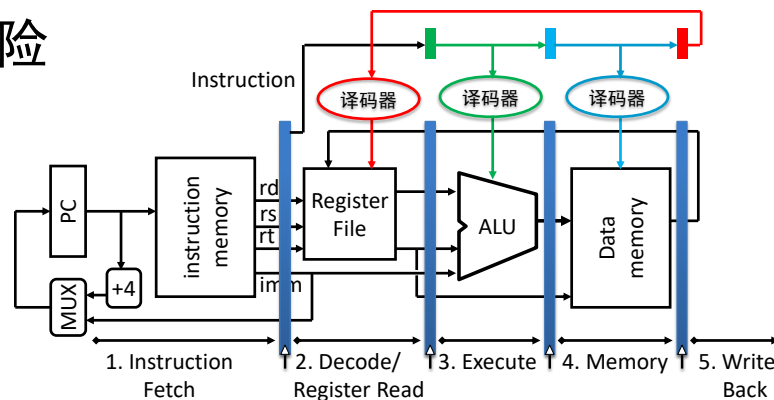 险
Instruction
译码器
译码器
译码器
PC
instruction
memory
rd
rs
rt
imm
Register
File
ALU
Data
memory
+4
MUX
1. Instruction
Fetch
2. Decode/
Register Read
3. Execute
4. Memory
5. Write
Back